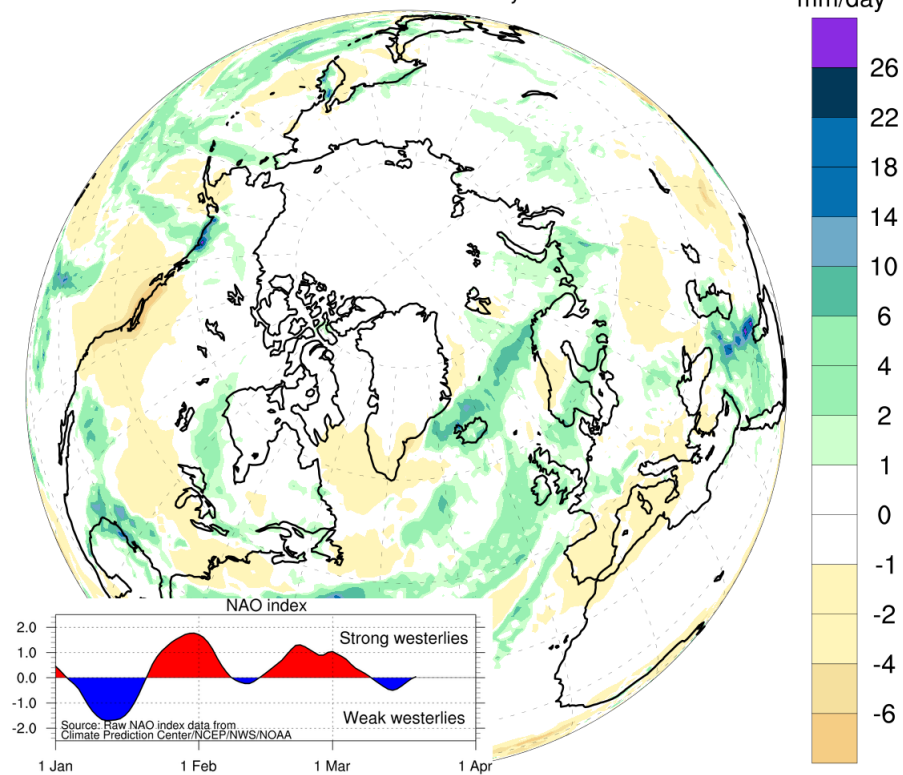 mm/day
26
22
18
14
10
6
4
2
1
0
-1
-2
-4
-6
NAO index
2.0
1.0
0.0
-1.0
-2.0
Strong westerlies
Weak westerlies
Source: Raw NAO index data from
Climate Prediction Center/NCEP/NWS/NOAA
1 Jan
1 Feb
1 Mar
1 Apr